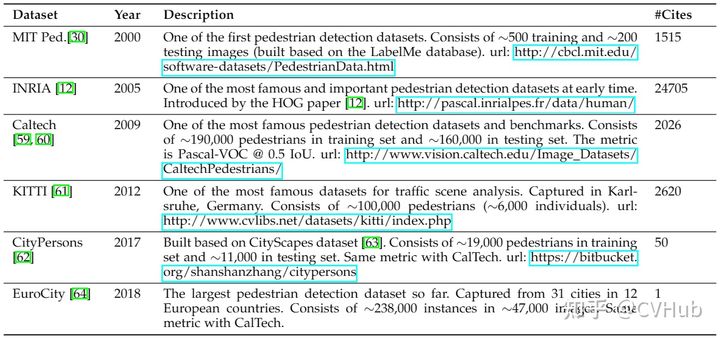 Dataset Year Description #Cites
MIT Ped.[30] 2000 One of the first pedestrian detection datasets. Consists of ∼500 training and ∼200 1515
testing images (built based on the LabelMe database). url: http://cbcl.mit.edu/
software-datasets/PedestrianData.html
INRIA [12] 2005 One of the most famous and important pedestrian detection datasets at early time. 24705
Introduced by the HOG paper [12]. url: http://pascal.inrialpes.fr/data/human/
Caltech 2009 One of the most famous pedestrian detection datasets and benchmarks. Consists 2026
[59, 60] of ∼190,000 pedestrians in training set and ∼160,000 in testing set. The metric
is Pascal-VOC @ 0.5 IoU. url: http://www.vision.caltech.edu/Image_Datasets/
CaltechPedestrians/
KITTI [61] 2012 One of the most famous datasets for traffic scene analysis. Captured in Karl- 2620
sruhe, Germany. Consists of ∼100,000 pedestrians (∼6,000 individuals). url:
http://www.cvlibs.net/datasets/kitti/index.php
CityPersons 2017 Built based on CityScapes dataset [63]. Consists of ∼19,000 pedestrians in training 50
[62] set and ∼11,000 in testing set. Same metric with CalTech. url: https://bitbucket.
org/shanshanzhang/citypersons
EuroCity [64] 2018 The largest pedestrian detection dataset so far. Captured from 31 cities in 12 1
European countries. Consists of ∼238,000 instances in ∼47,000 images. Same
metric with CalTech.
知乎 @CVHub